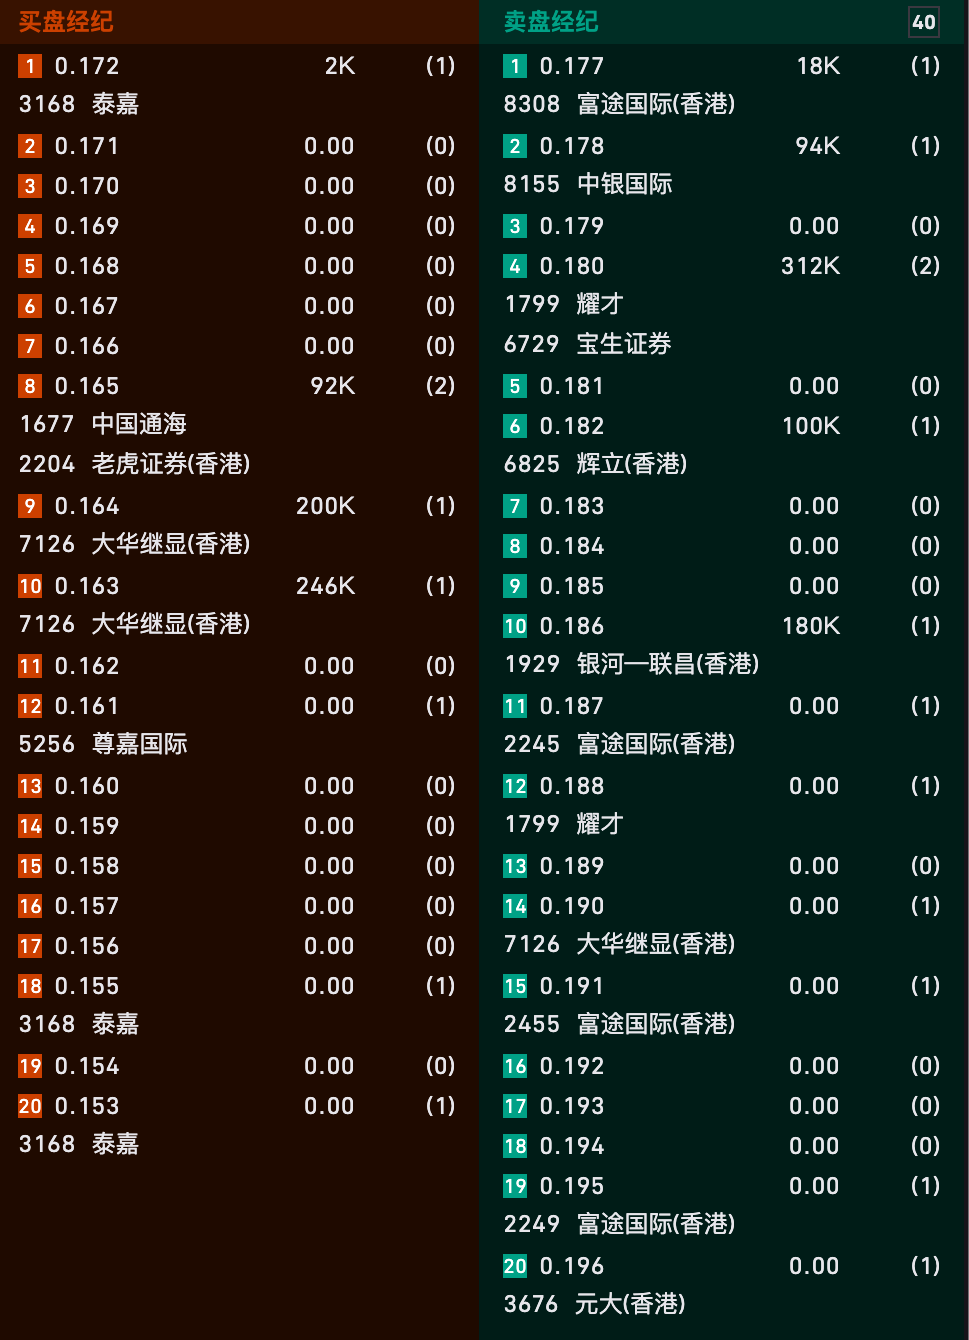 买盘经纪
1 0.172 2K (1)
3168 泰嘉
2 0.171 0.00 (0)
3 0.170 0.00 (0)
4 0.169 0.00 (0)
5 0.168 0.00 (0)
6 0.167 0.00 (0)
7 0.166 0.00 (0)
8 0.165 92K (2)
1677 中国通海
2204 老虎证券(香港)
9 0.164 200K (1)
7126 大华继显(香港)
10 0.163 246K (1)
7126 大华继显(香港)
11 0.162 0.00 (0)
12 0.161 0.00 (1)
5256 尊嘉国际
13 0.160 0.00 (0)
14 0.159 0.00 (0)
15 0.158 0.00 (0)
16 0.157 0.00 (0)
17 0.156 0.00 (0)
18 0.155 0.00 (1)
3168 泰嘉
19 0.154 0.00 (0)
20 0.153 0.00 (1)
3168 泰嘉
卖盘经纪 40
1 0.177 18K (1)
8308 富途国际(香港)
2 0.178 94K (1)
8155 中银国际
3 0.179 0.00 (0)
4 0.180 312K (2)
1799 耀才
6729 宝生证券
5 0.181 0.00 (0)
6 0.182 100K (1)
6825 辉立(香港)
7 0.183 0.00 (0)
8 0.184 0.00 (0)
9 0.185 0.00 (0)
10 0.186 180K (1)
1929 银河—联昌(香港)
11 0.187 0.00 (1)
2245 富途国际(香港)
12 0.188 0.00 (1)
1799 耀才
13 0.189 0.00 (0)
14 0.190 0.00 (1)
7126 大华继显(香港)
15 0.191 0.00 (1)
2455 富途国际(香港)
16 0.192 0.00 (0)
17 0.193 0.00 (0)
18 0.194 0.00 (0)
19 0.195 0.00 (1)
2249 富途国际(香港)
20 0.196 0.00 (1)
3676 元大(香港)